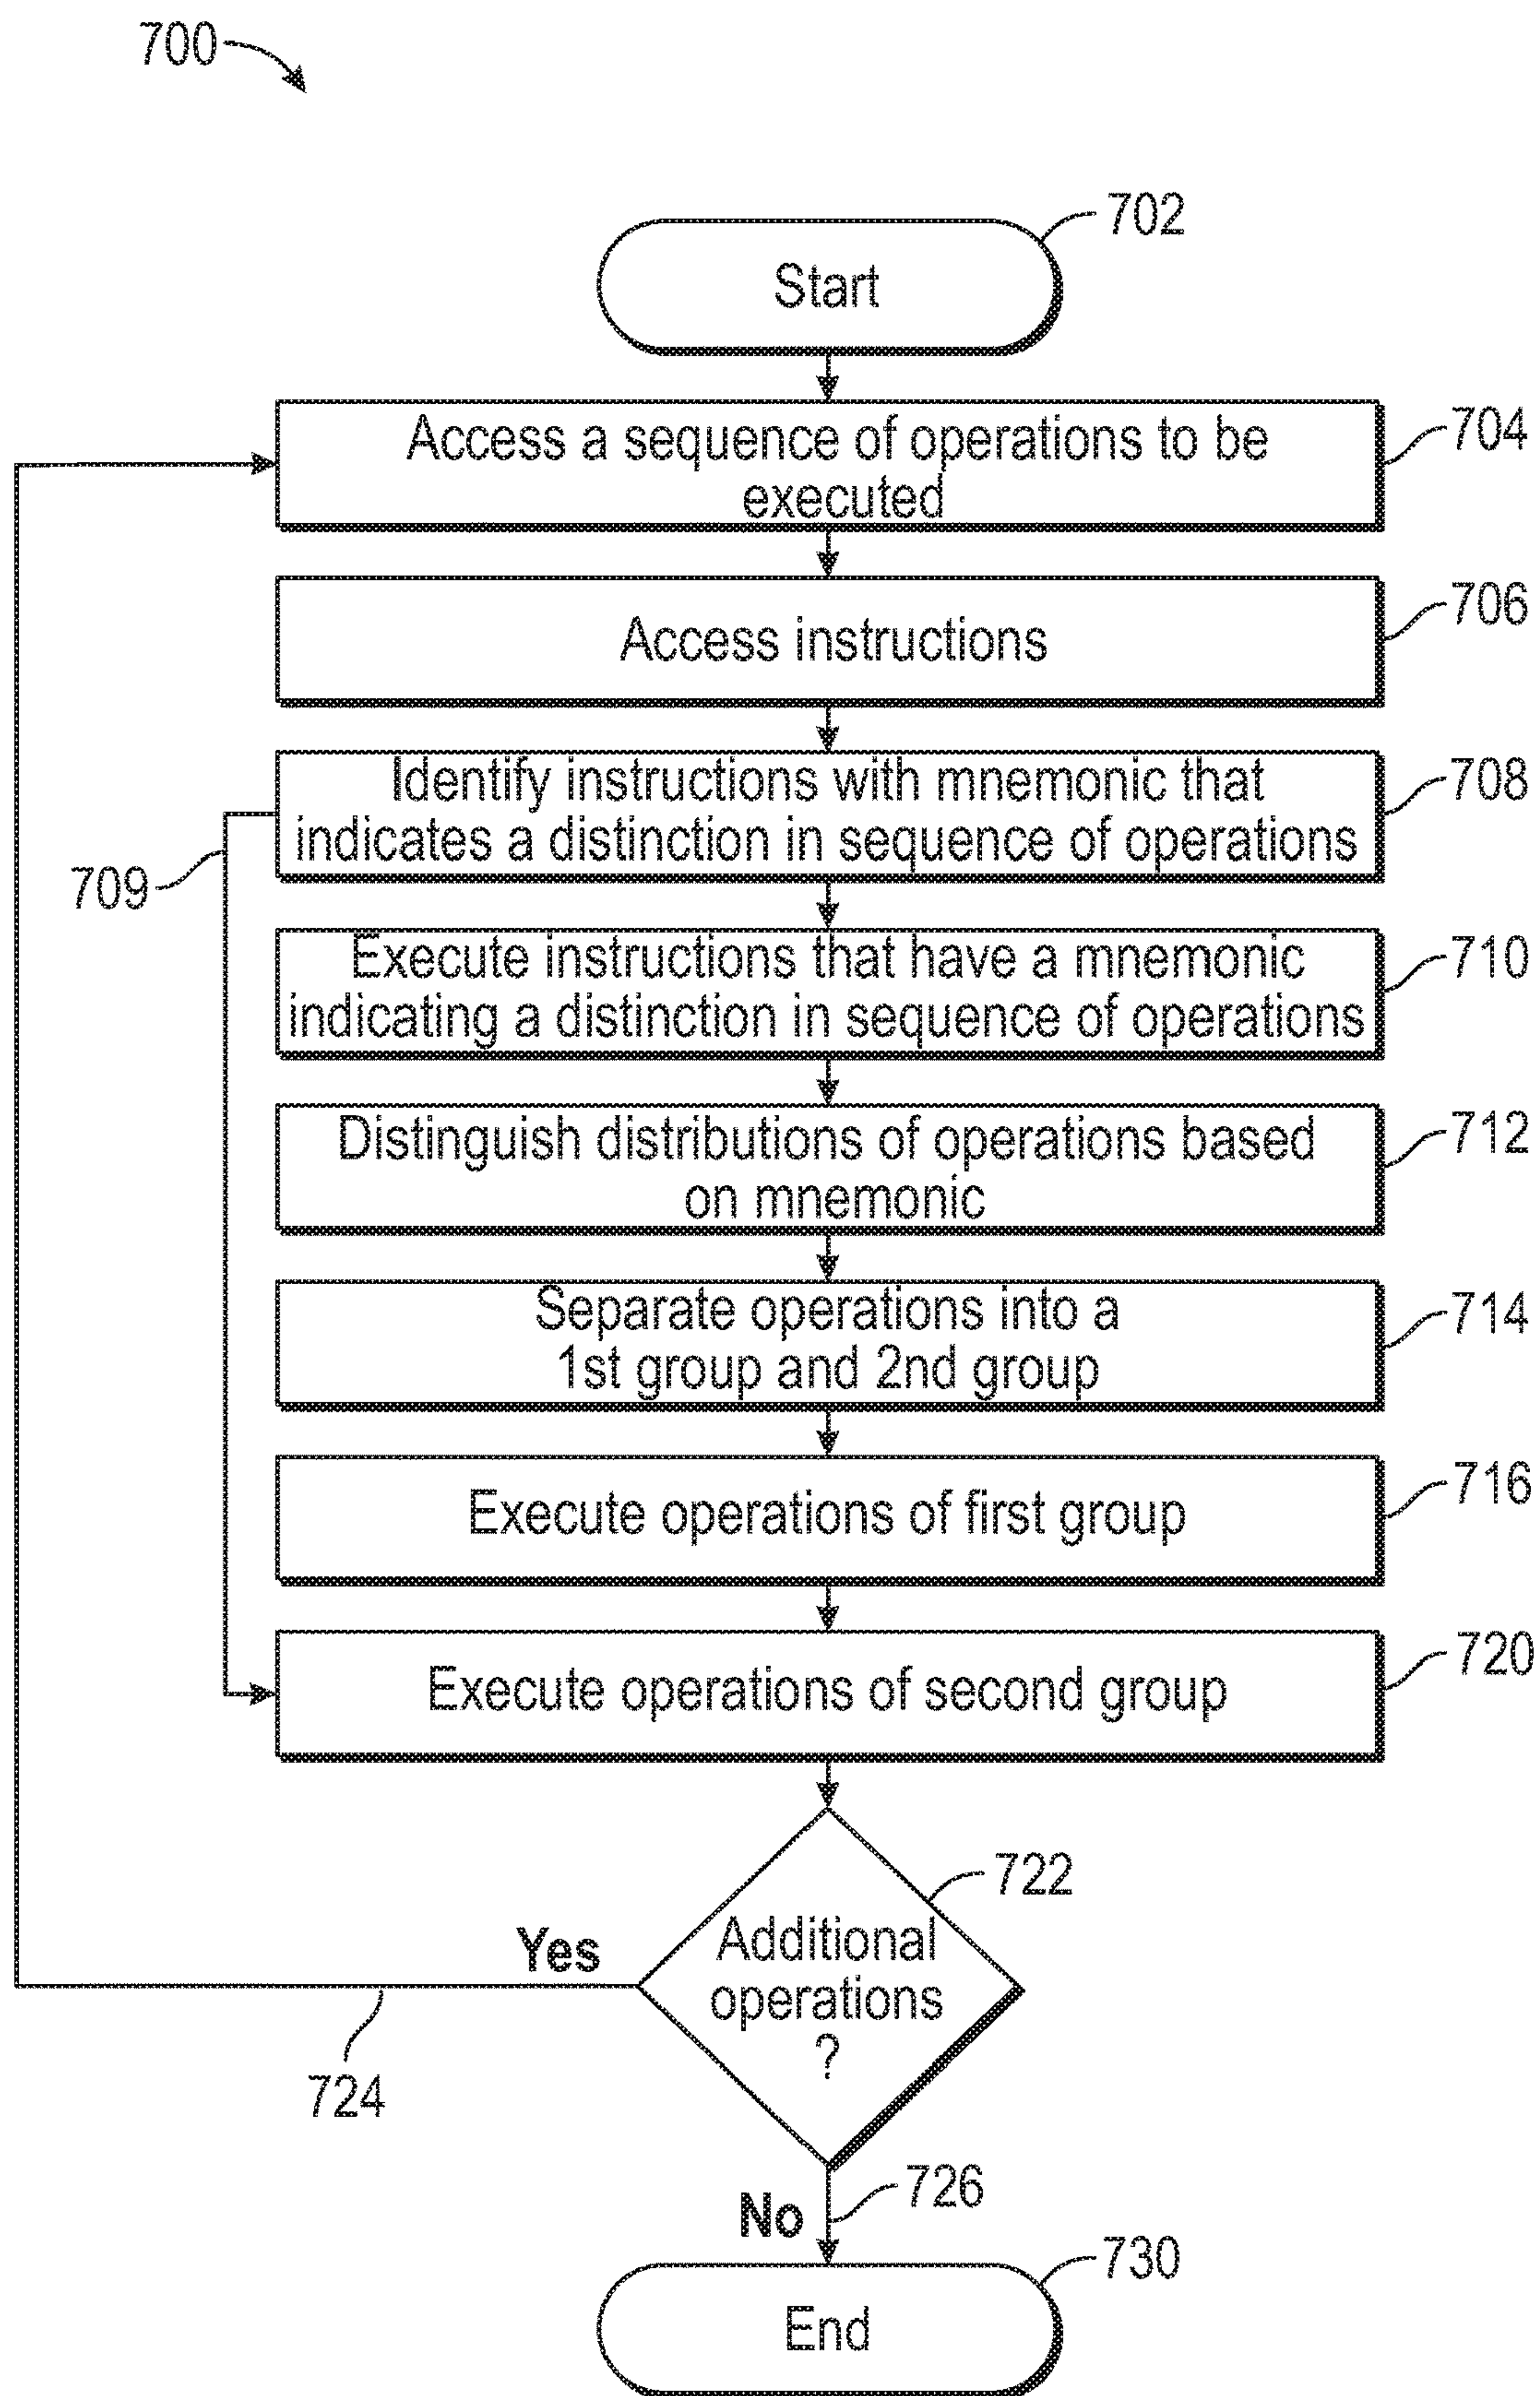 700
702
Start
Access a sequence of operations to be
executed
704
Access instructions
706
Identify instructions with mnemonic that
indicates a distinction in sequence of operations
708
709
Execute instructions that have a mnemonic
indicating a distinction in sequence of operations
710
Distinguish distributions of operations based
on mnemonic
712
Separate operations into a
1st group and 2nd group
714
Execute operations of first group
716
Execute operations of second group
720
722
Additional
operations
?
Yes
724
No
726
730
End